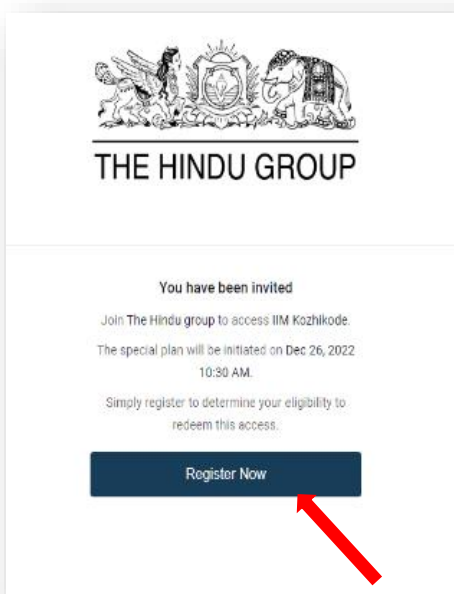 THE HINDU GROUP
You have been invited
Join The Hindu group to access IIM Kozhikode.
The special plan will be initiated on Dec 26, 2022
10:30 AM.
Simply register to determine your eligibility to
redeem this access.
Register Now